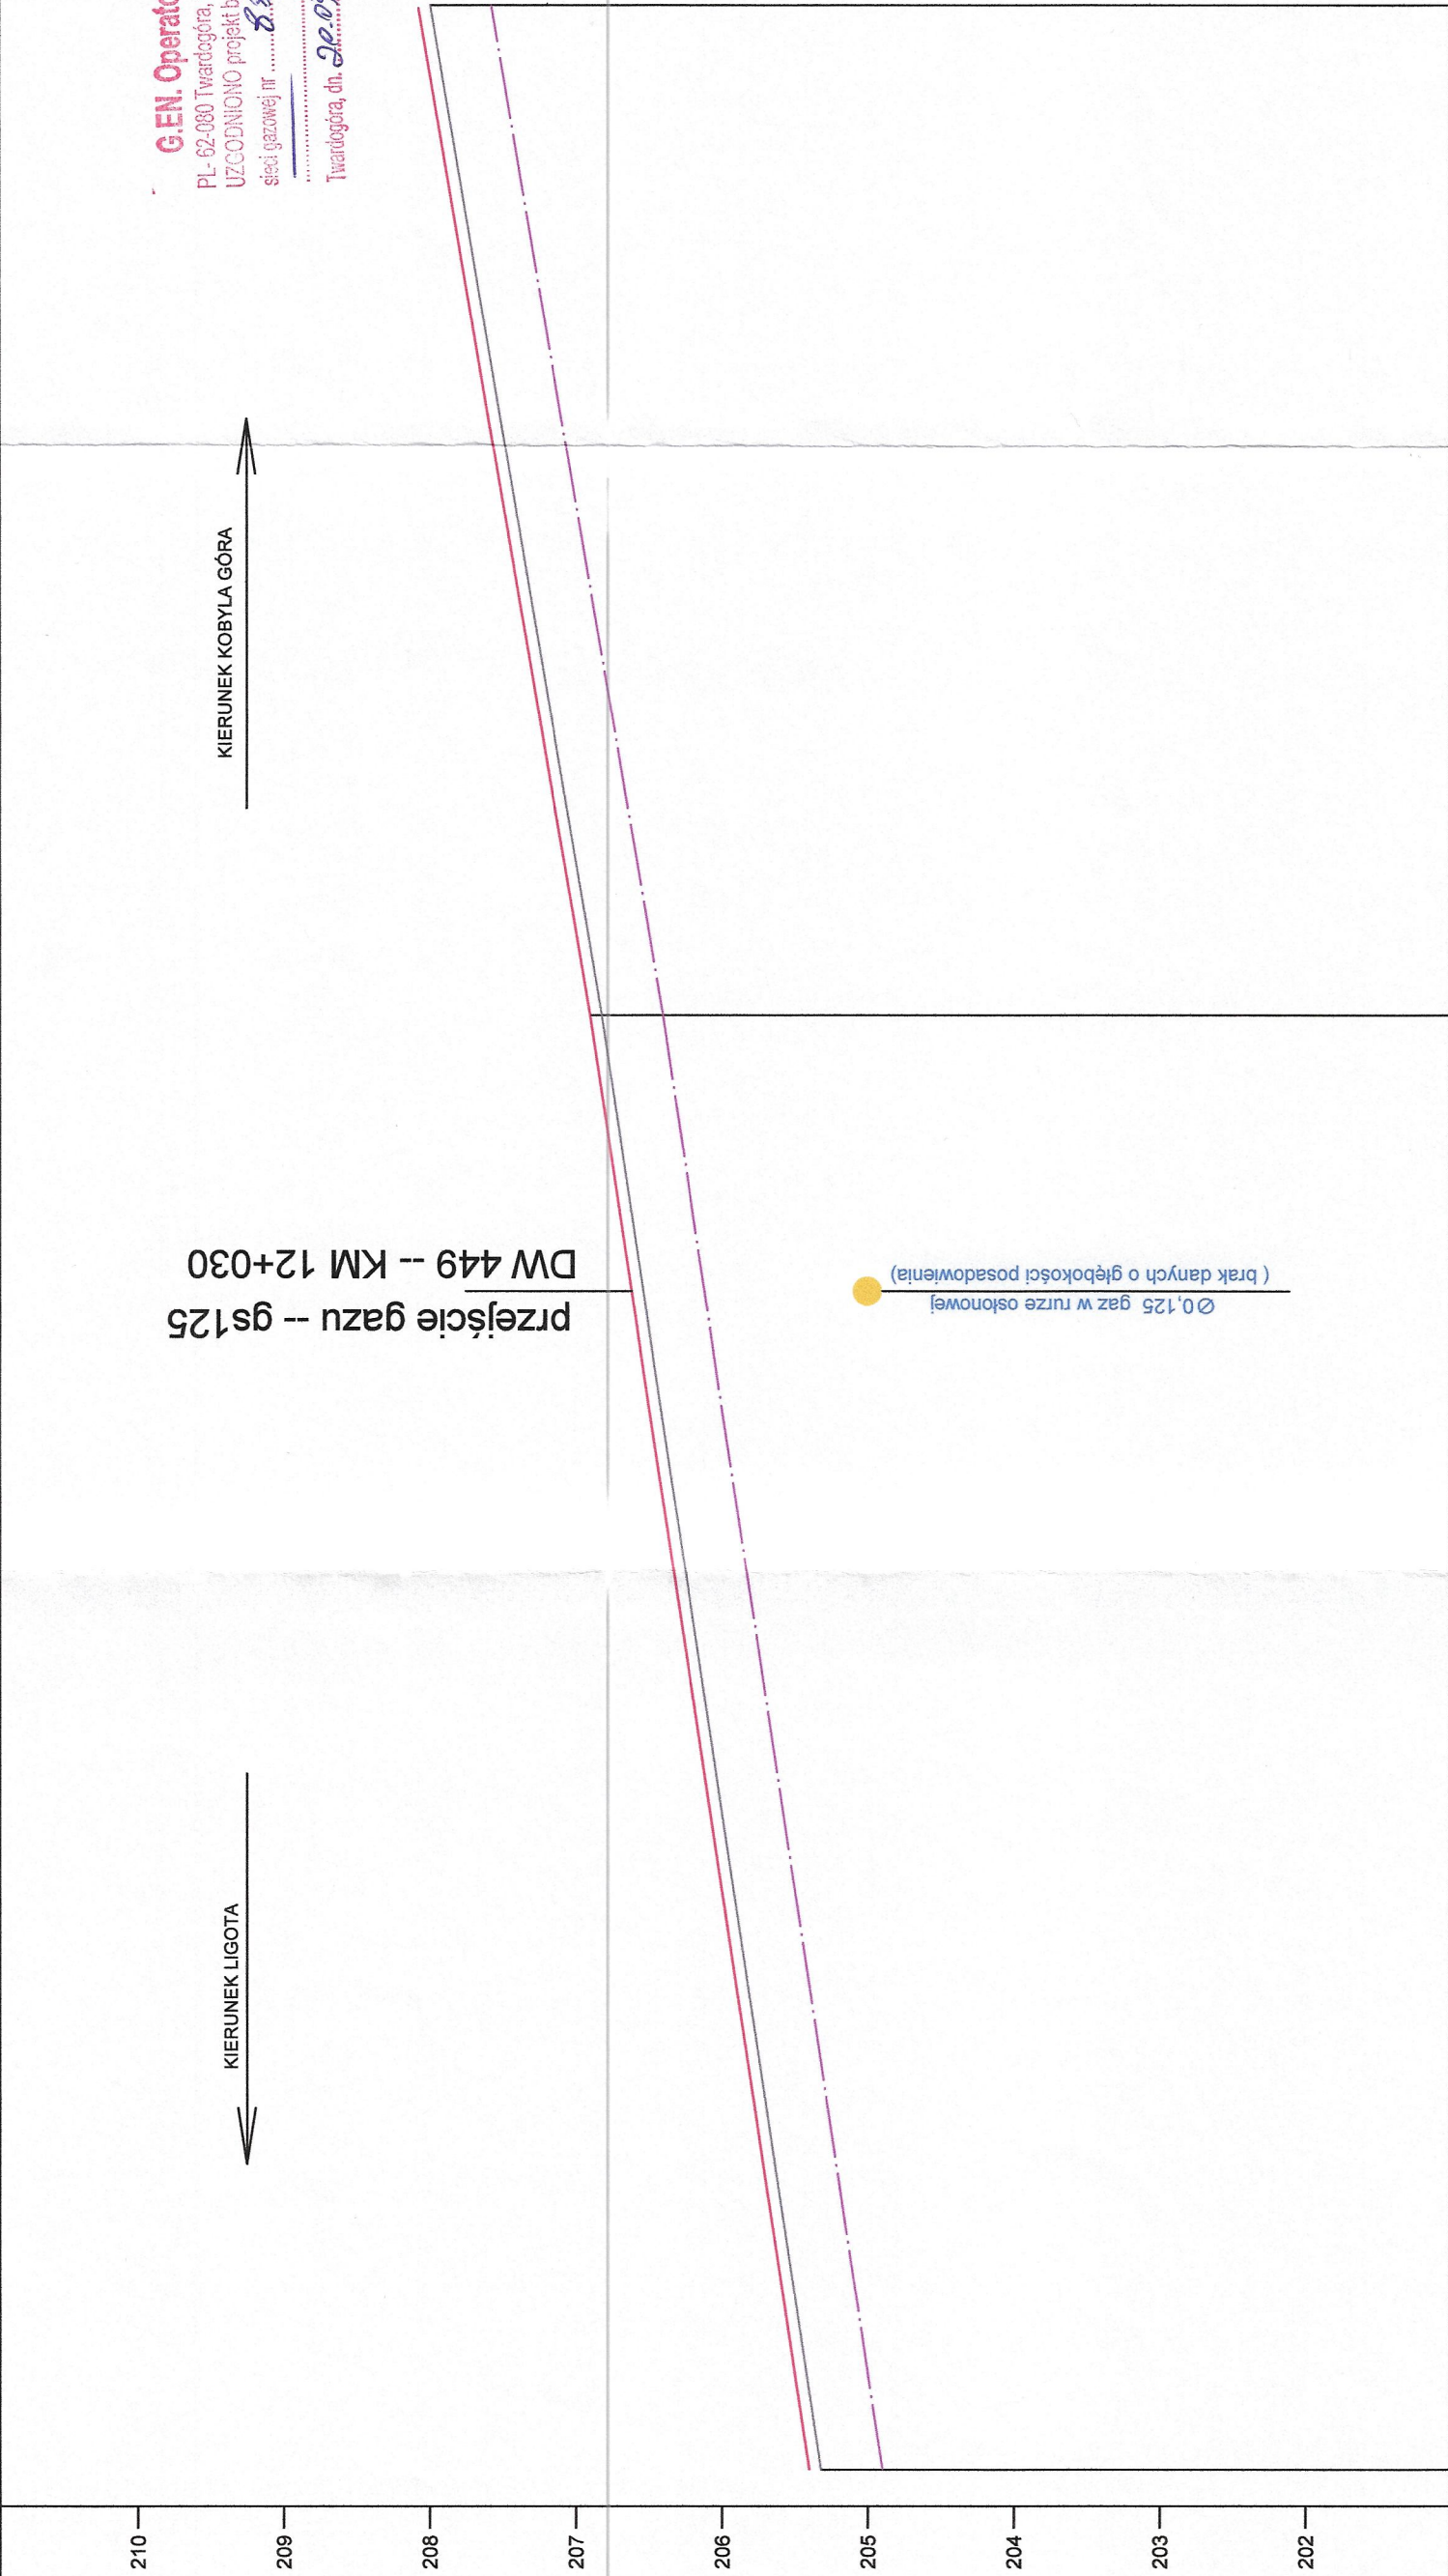 G.EN. Operato
PL- 62-080 Twardogóra,
UZGODNIONO projekt b
sieci gazowej nr
Twardogóra, dn.
KIERUNEK KOBYLA GÓRA
DW 449 -- KM 12+030
przejście gazu -- gs125
∅0,125 gaz w rurze osłonowej
( brak danych o głębokości posadowienia)
KIERUNEK LIGOTA
210
209
208
207
206
205
204
203
202